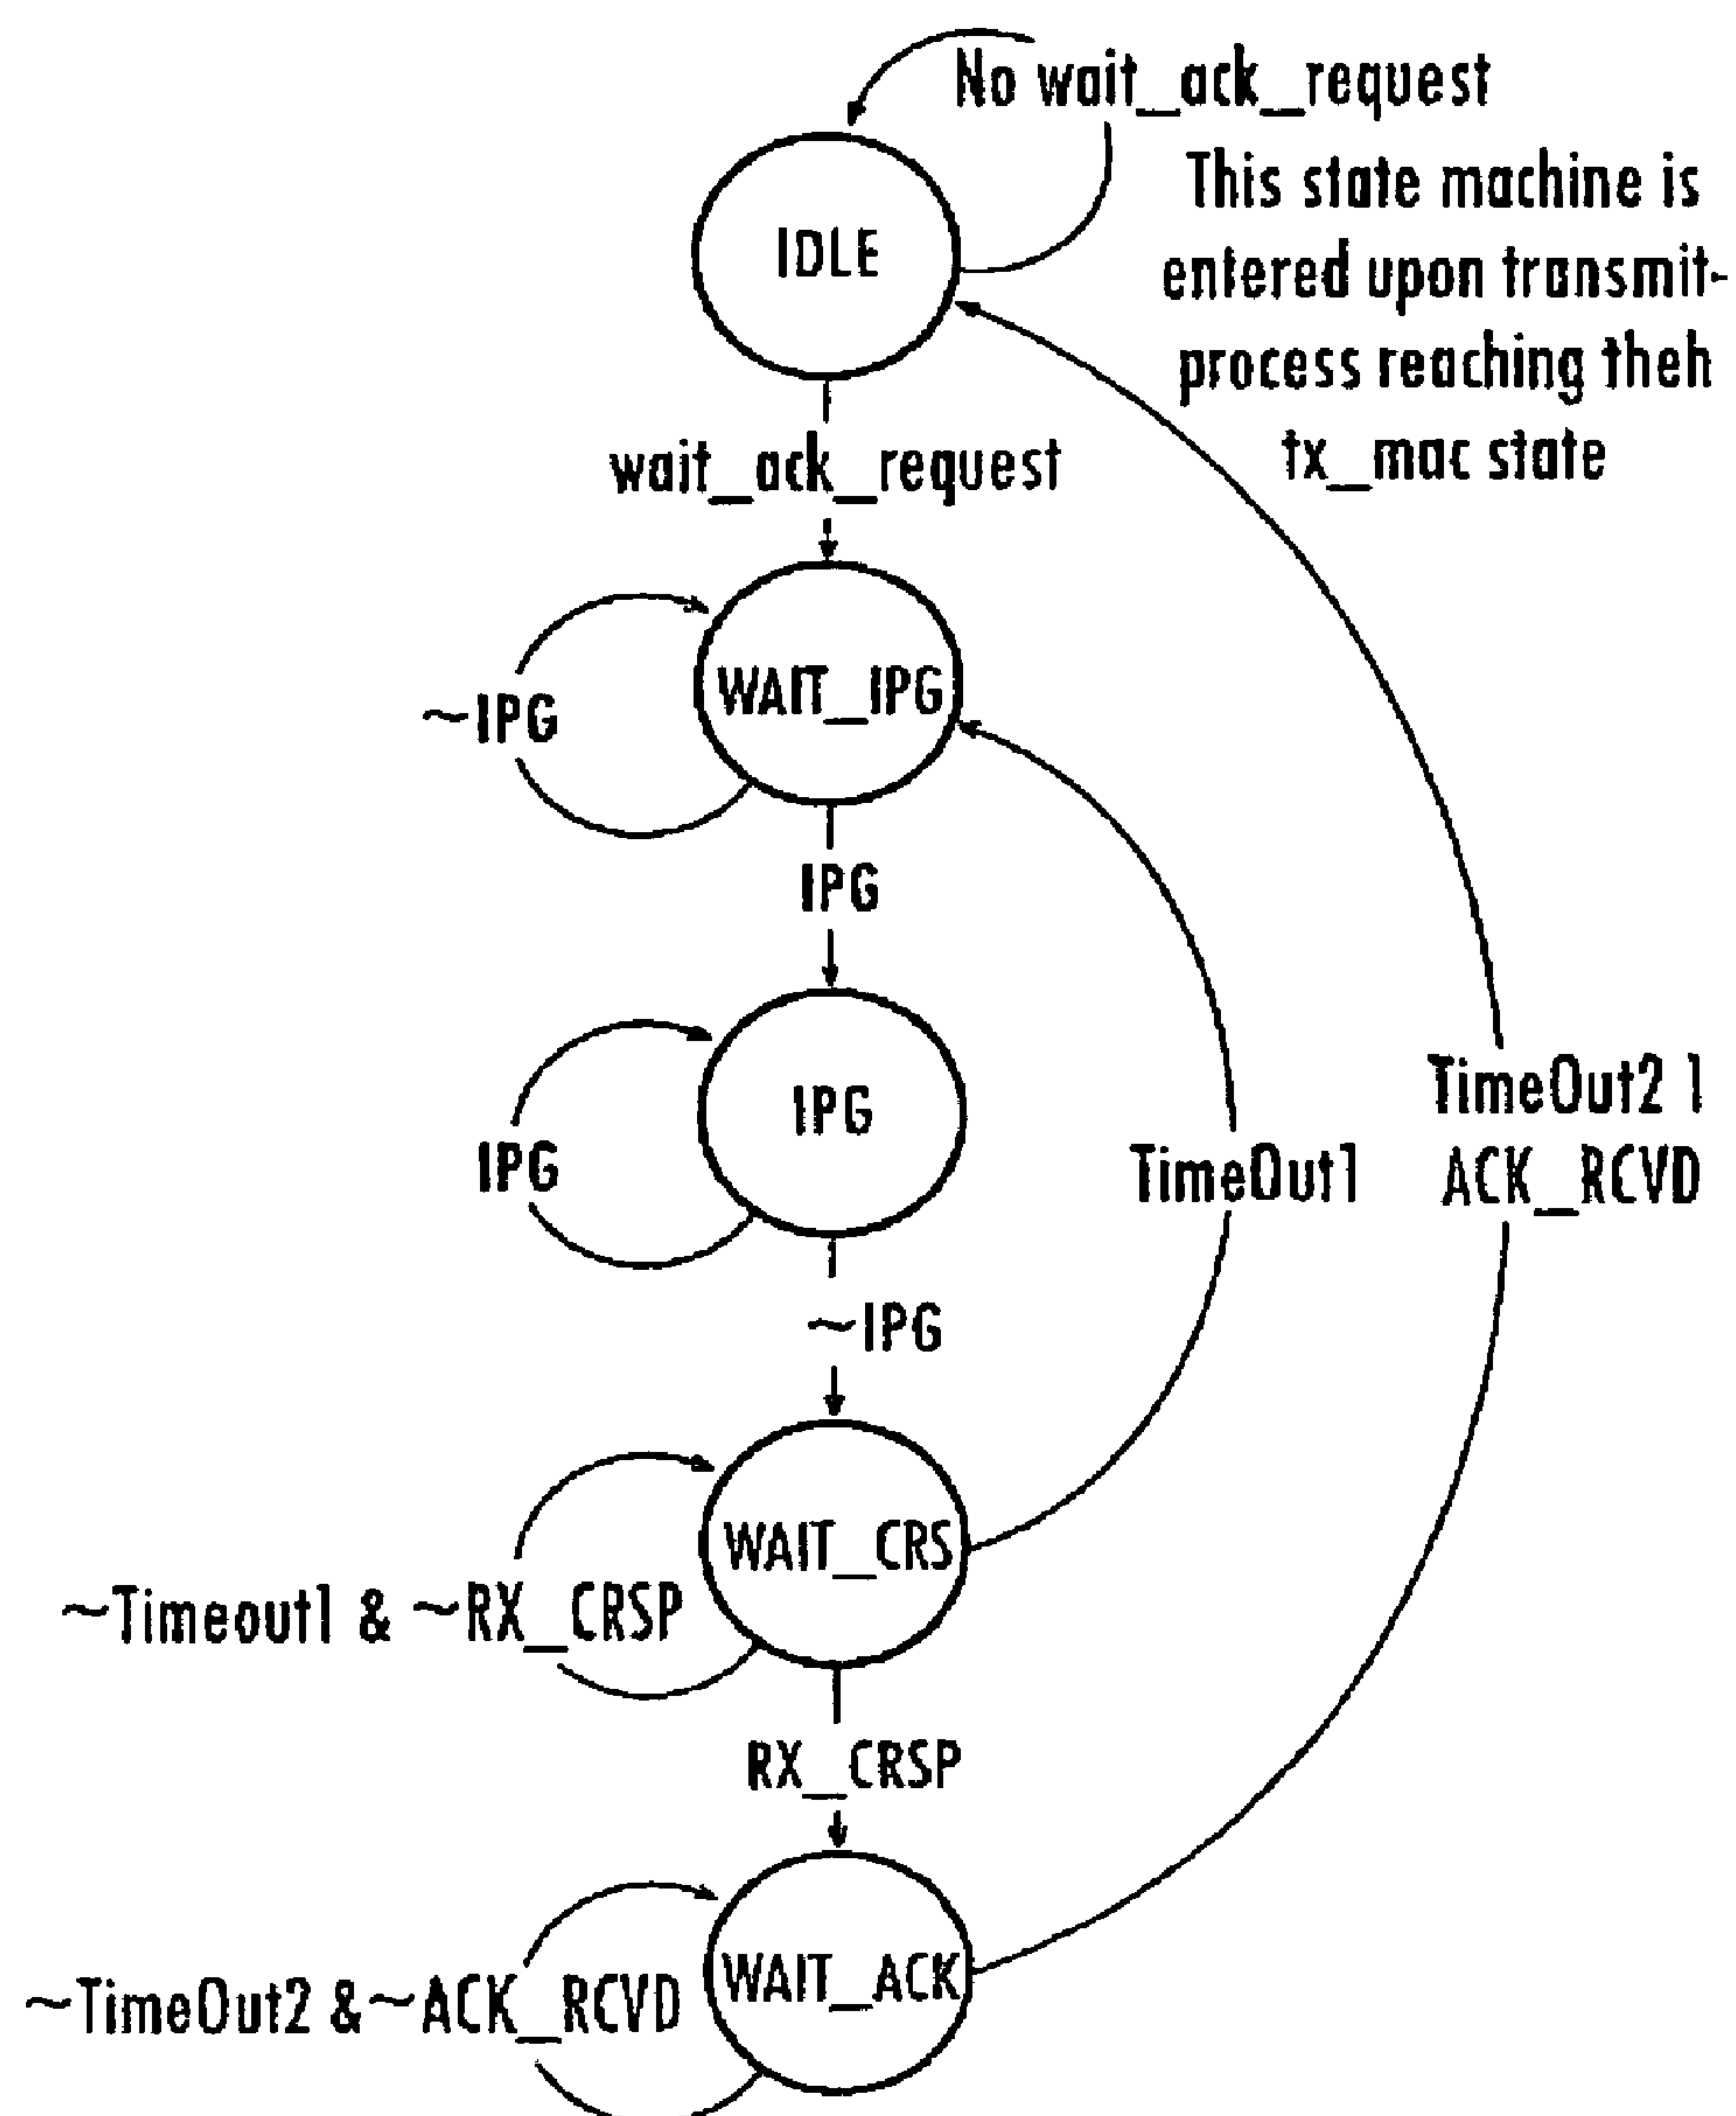 No wait_ack_request
This state machine is
entered upon transmit-
process reaching theh
tx_mac state
IDLE
wait_ack_request
WAIT_IPG
~IPG
IPG
IPG
IPG
TimeOut1
TimeOut2 |
ACK_RCVD
~IPG
WAIT_CRS
~Timeout1 & ~RX_CRSP
RX_CRSP
WAIT_ACK
~TimeOut2 &~ACK_RCVD